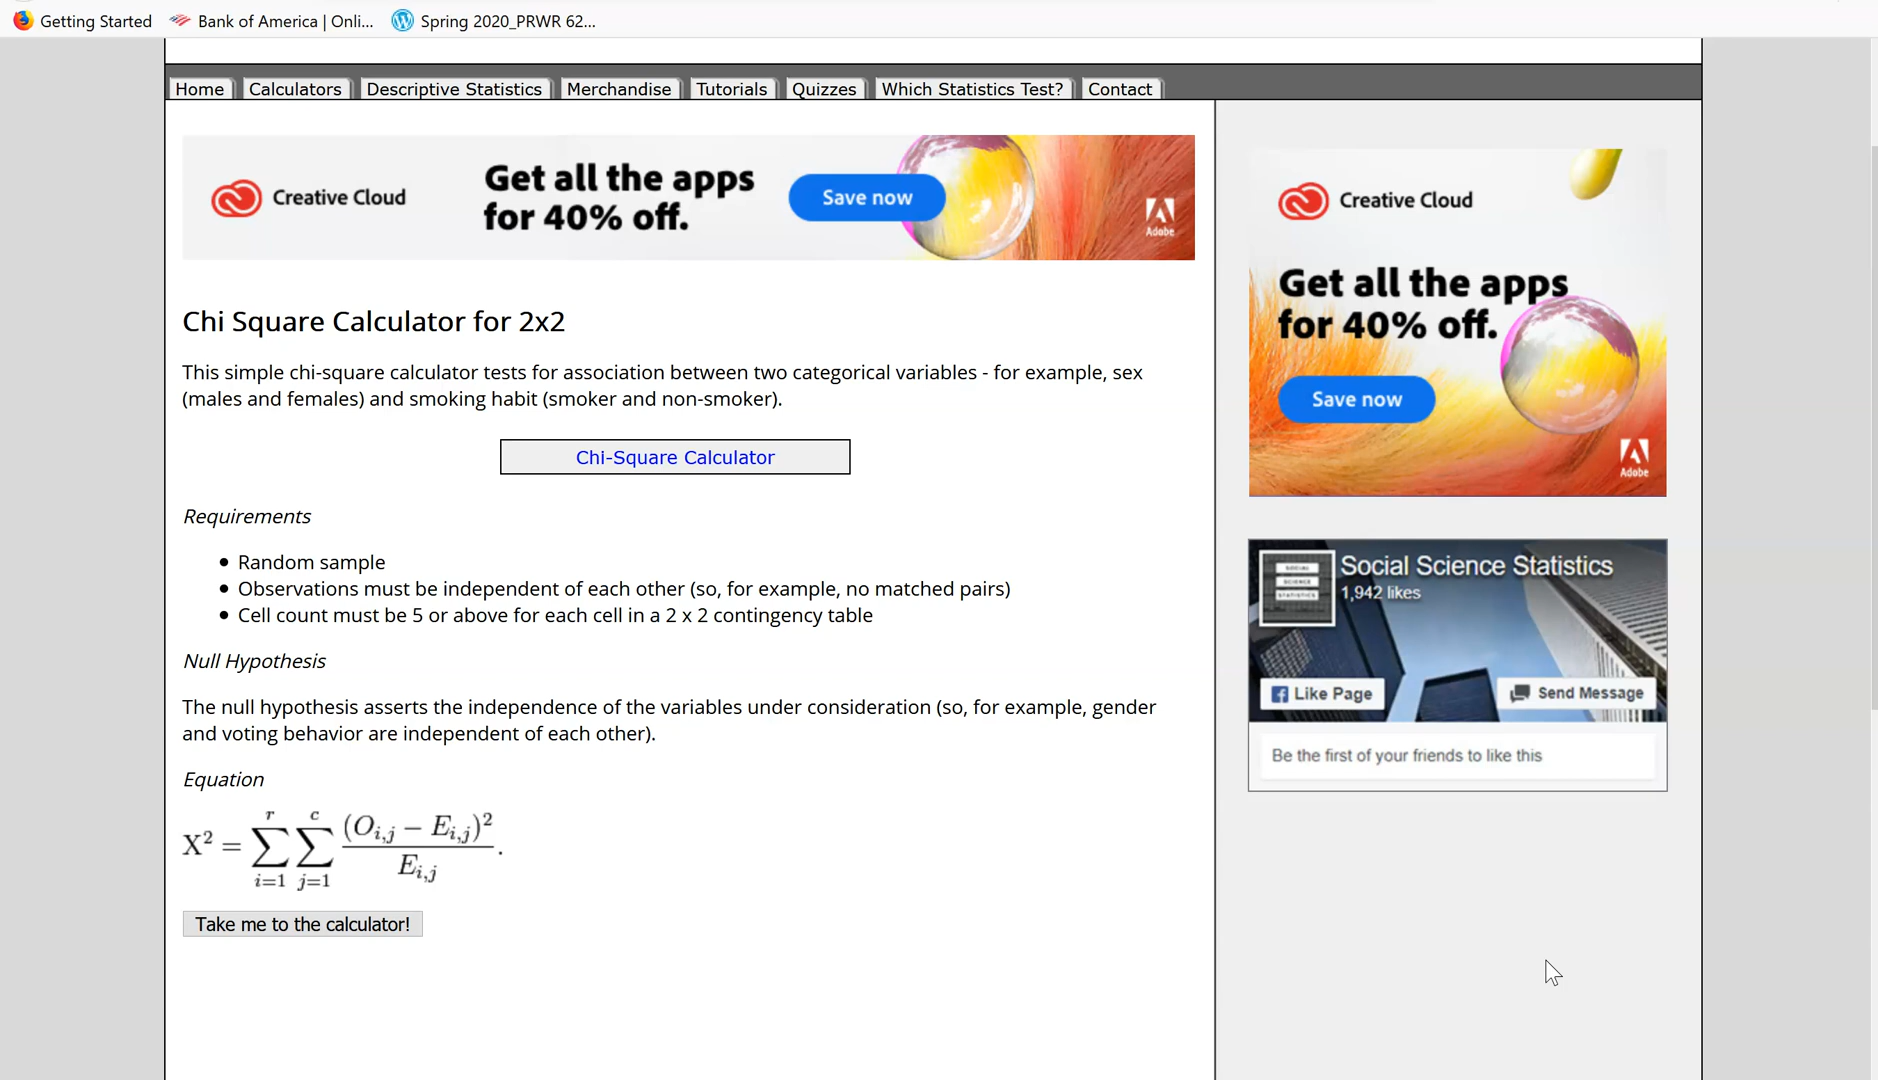 Getting Started
Bank of America | Onli...
Spring 2020_PRWR 62...
Home
Calculators
Descriptive Statistics
Merchandise
Tutorials
Quizzes
Which Statistics Test?
Contact
Creative Cloud
Get all the apps
for 40% off.
Save now
Adobe
Chi Square Calculator for 2x2
This simple chi-square calculator tests for association between two categorical variables - for example, sex
(males and females) and smoking habit (smoker and non-smoker).
Chi-Square Calculator
Requirements
• Random sample
• Observations must be independent of each other (so, for example, no matched pairs)
• Cell count must be 5 or above for each cell in a 2 x 2 contingency table
Null Hypothesis
The null hypothesis asserts the independence of the variables under consideration (so, for example, gender
and voting behavior are independent of each other).
Equation
X² = ∑_{i=1}^{r} ∑_{j=1}^{c} (O_{i,j} − E_{i,j})² / E_{i,j}.
Take me to the calculator!
Creative Cloud
Get all the apps
for 40% off.
Save now
Adobe
SOCIAL
SCIENCE
STATISTICS
Social Science Statistics
1,942 likes
Like Page
Send Message
Be the first of your friends to like this